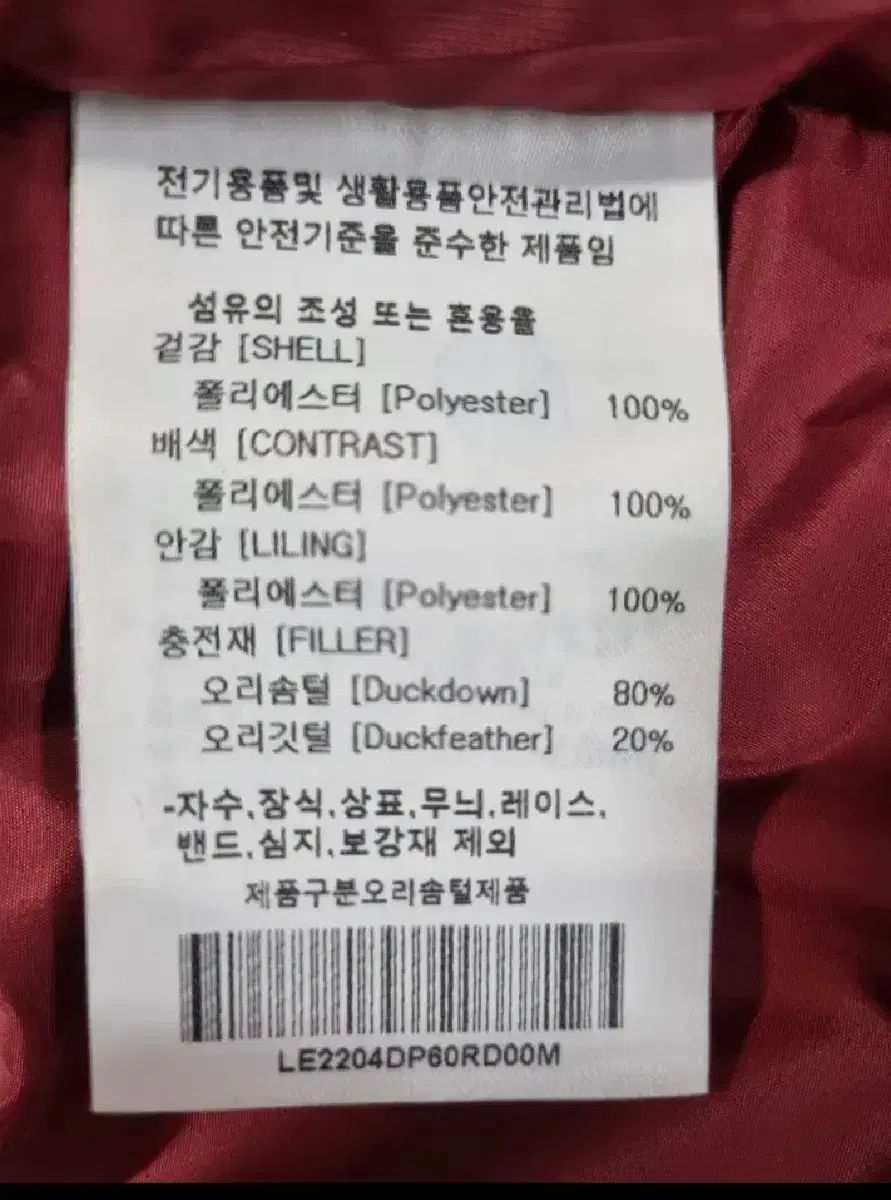 전기용품및 생활용품안전관리법에
따른 안전기준을 준수한 제품임
섬유의 조성 또는 혼용율
겉감 [SHELL]
폴리에스터 [Polyester] 100%
배색 [CONTRAST]
폴리에스터 [Polyester] 100%
안감 [LILING]
폴리에스터 [Polyester] 100%
충전재 [FILLER]
오리솜털 [Duckdown] 80%
오리깃털 [Duckfeather] 20%
-자수,장식,상표,무늬,레이스,
밴드,심지,보강재 제외
제품구분오리솜털제품
LE2204DP60RD00M